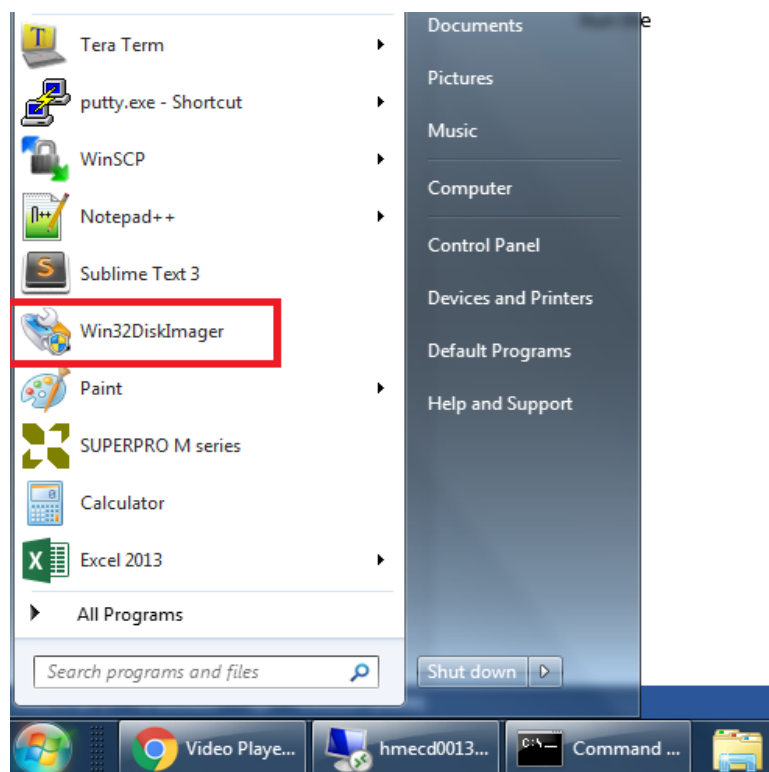 Tera Term
putty.exe - Shortcut
WinSCP
Notepad++
Sublime Text 3
Win32DiskImager
Paint
SUPERPRO M series
Calculator
Excel 2013
All Programs
Search programs and files
Documents
Pictures
Music
Computer
Control Panel
Devices and Printers
Default Programs
Help and Support
Shut down
Video Playe...
hmecd0013...
Command ...